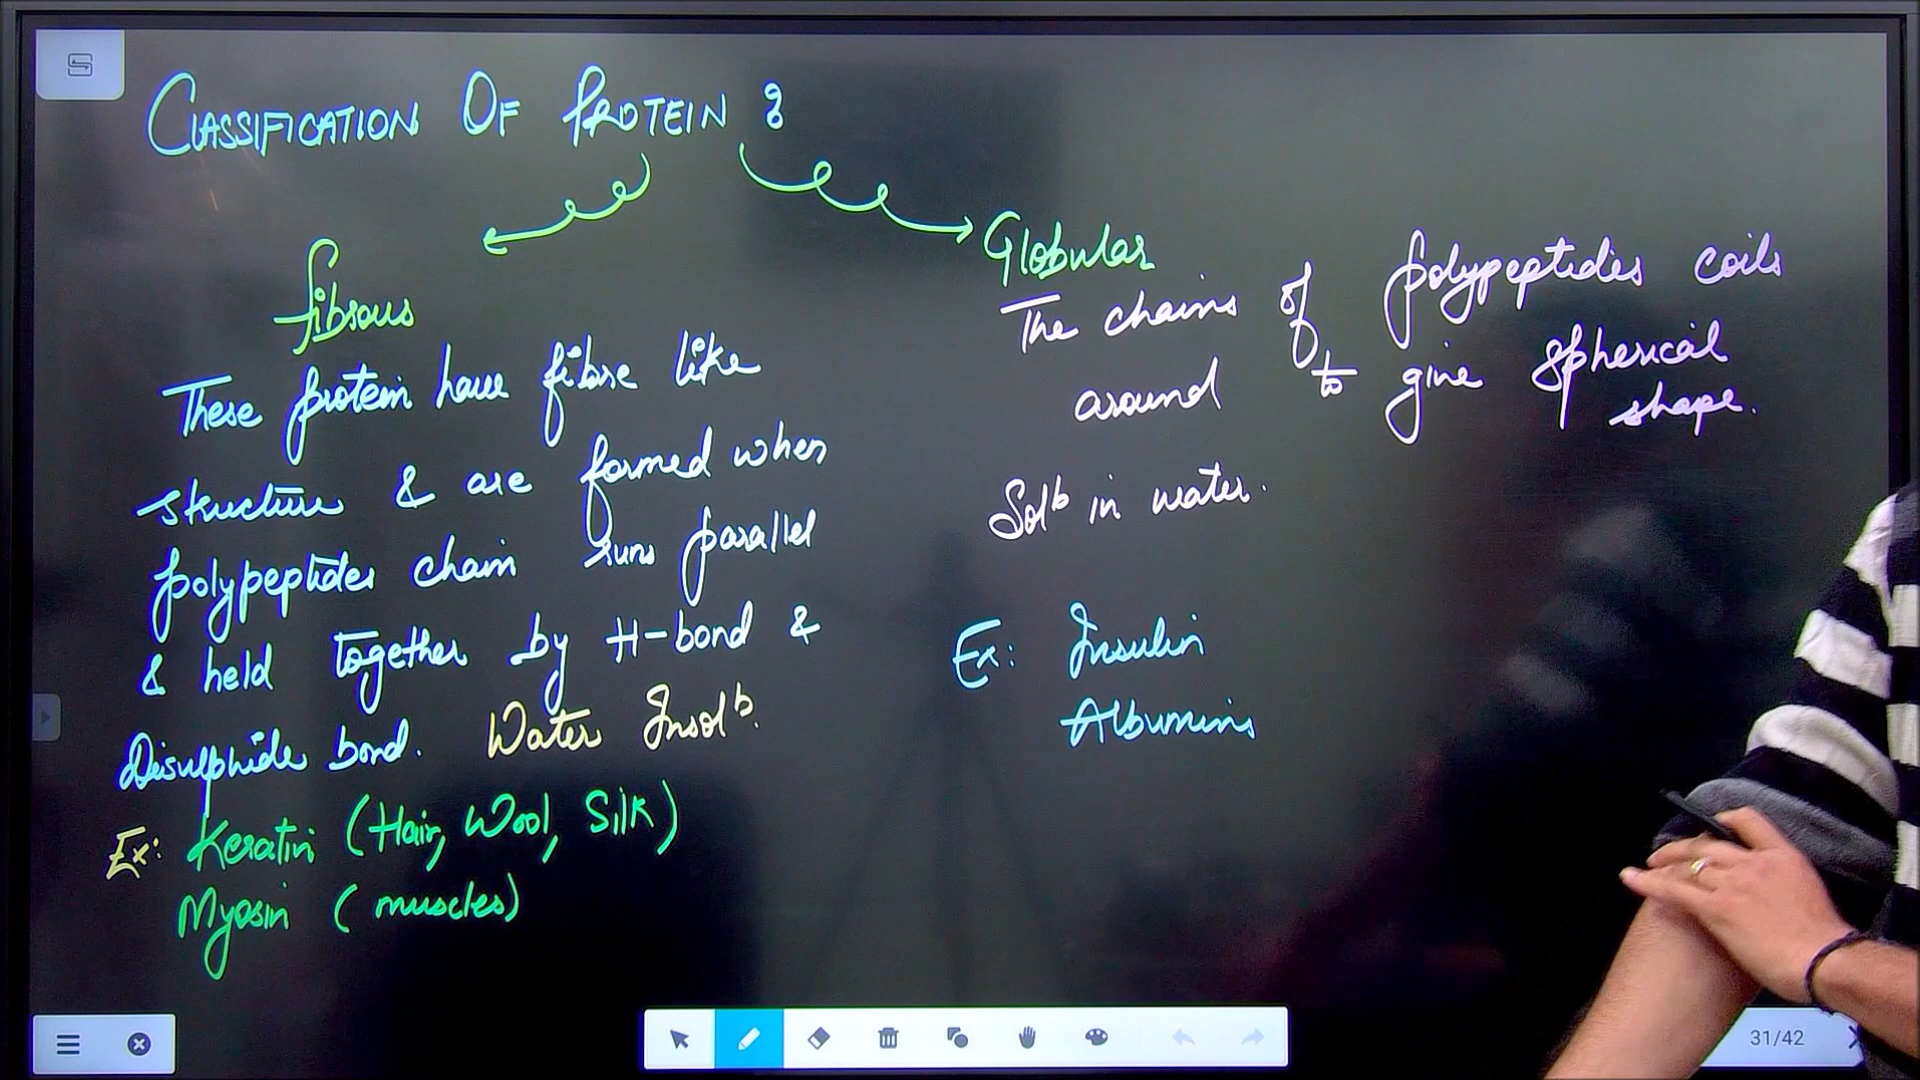 CLASSIFICATION OF PROTEIN :
fibrous
These protein have fibre like
structure & are formed when
polypeptides chain runs parallel
& held together by H-bond &
Disulphide bond. Water Insolb.
Ex: Keratin (Hair, Wool, Silk)
Myosin (muscles)
Globular
The chains of polypeptides coils
around to give spherical
shape.
Solb in water.
Ex: Insulin
Albumins
31/42